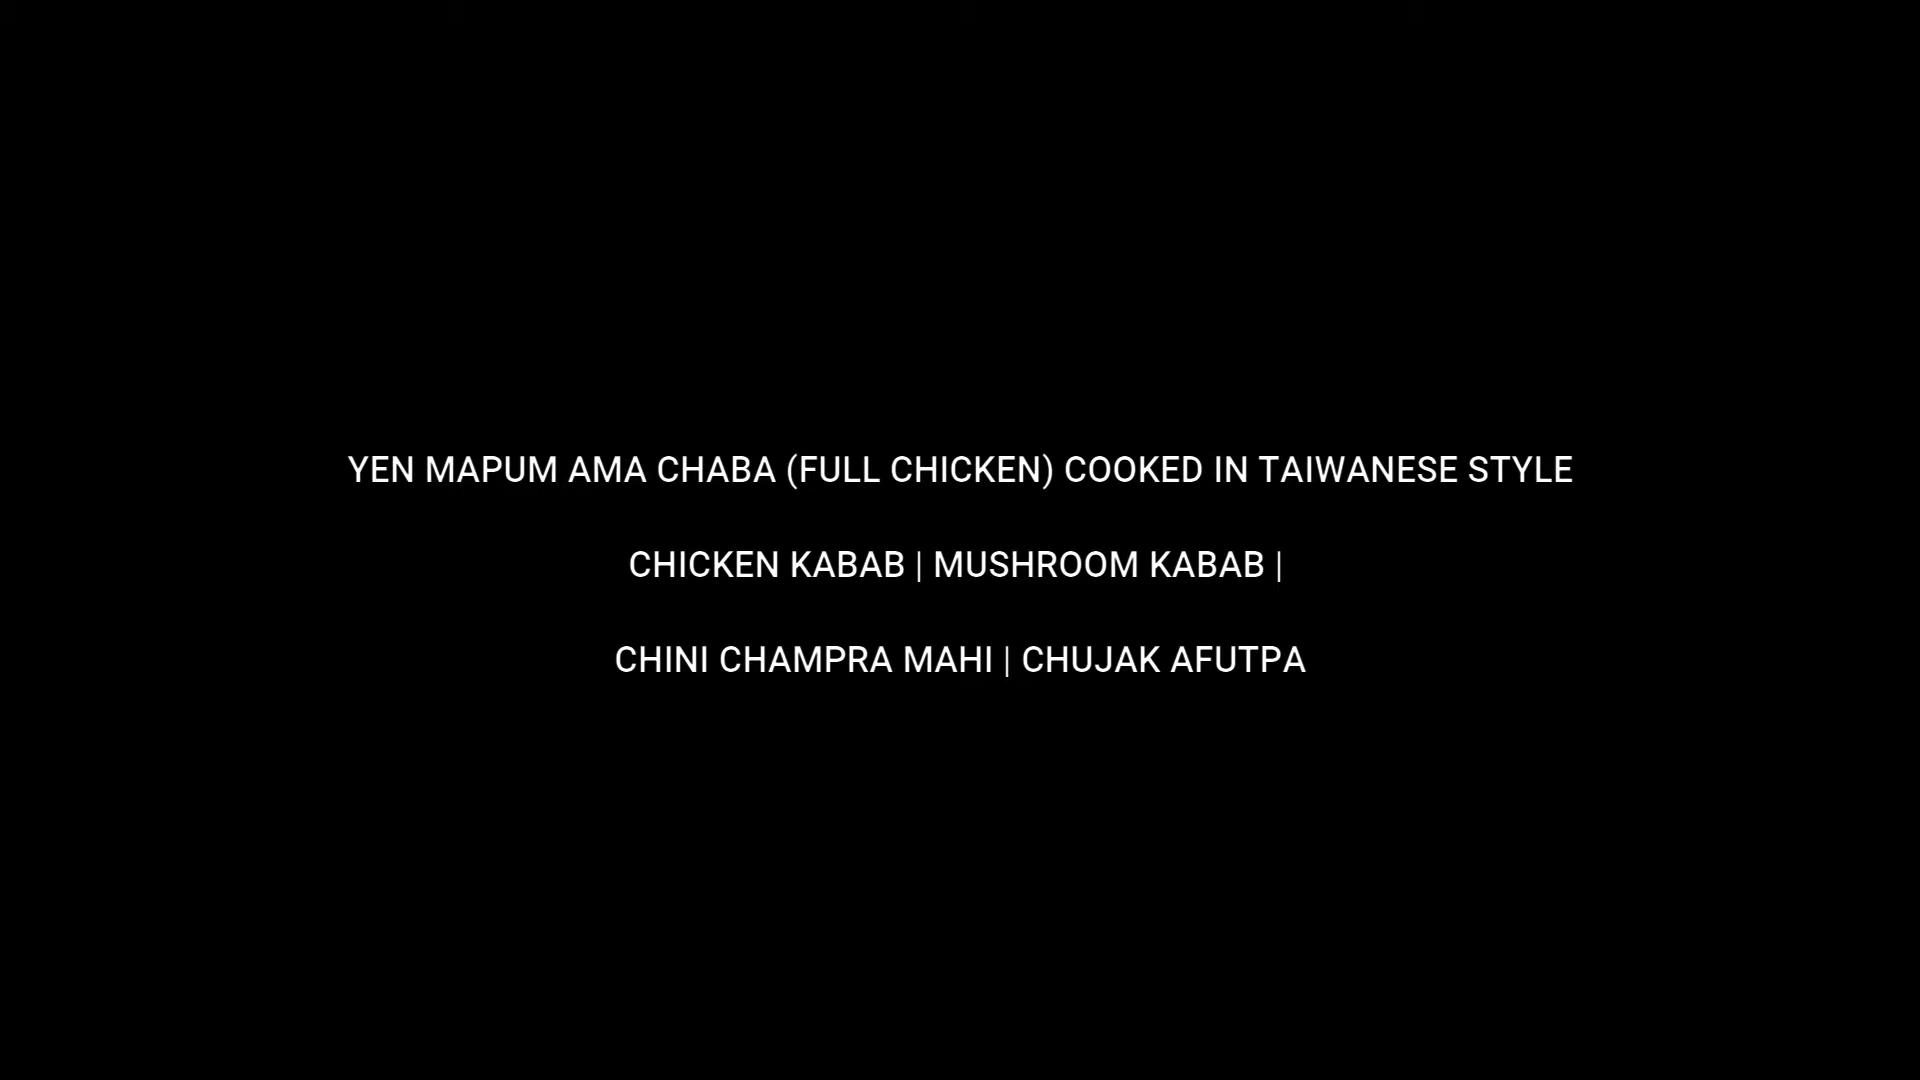 YEN MAPUM AMA CHABA (FULL CHICKEN) COOKED IN TAIWANESE STYLE
CHICKEN KABAB | MUSHROOM KABAB |
CHINI CHAMPRA MAHI | CHUJAK AFUTPA